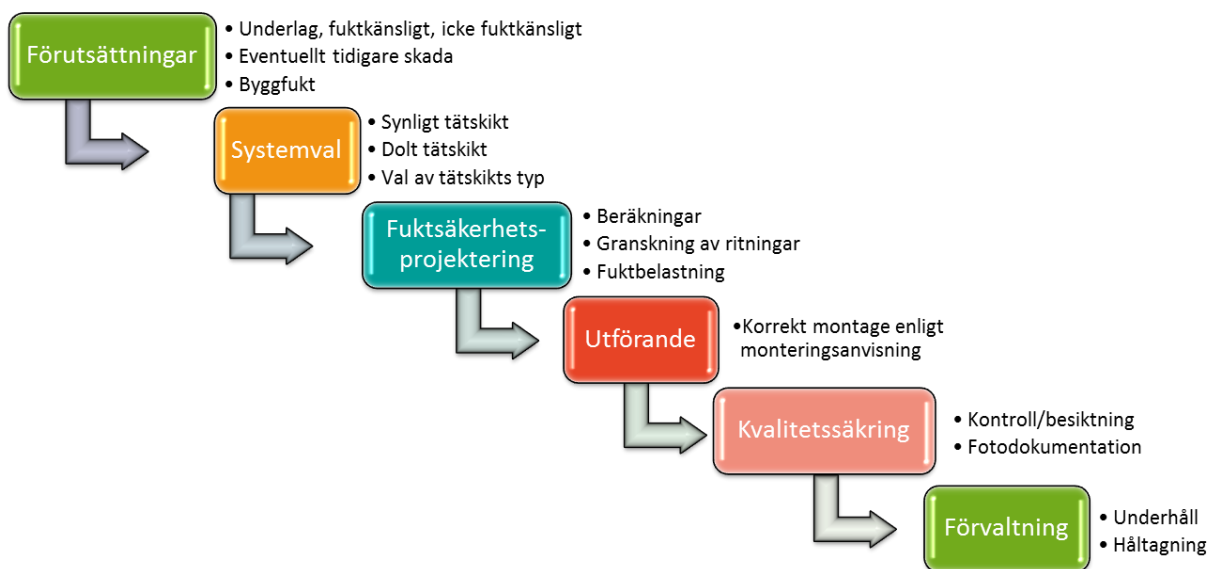 Förutsättningar
• Underlag, fuktkänsligt, icke fuktkänsligt
• Eventuellt tidigare skada
• Byggfukt
Systemval
• Synligt tätskikt
• Dolt tätskikt
• Val av tätskikts typ
Fuktsäkerhets-
projektering
• Beräkningar
• Granskning av ritningar
• Fuktbelastning
Utförande
•Korrekt montage enligt
monteringsanvisning
Kvalitetssäkring
• Kontroll/besiktning
• Fotodokumentation
Förvaltning
• Underhåll
• Håltagning